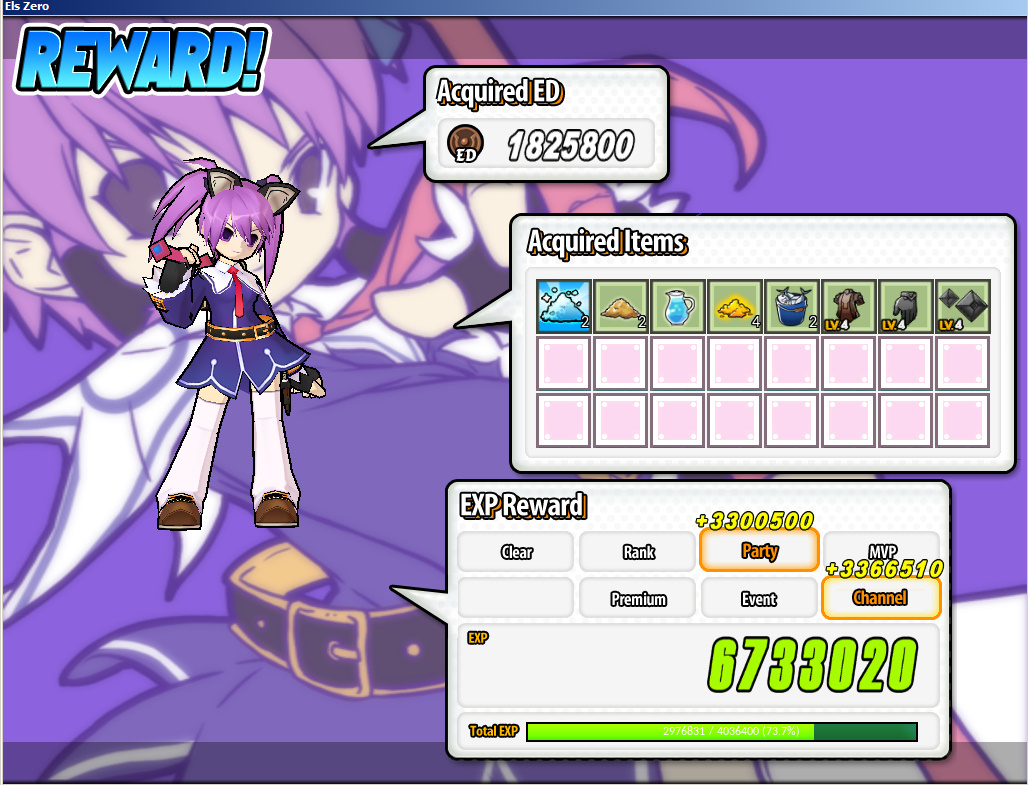 Els Zero
REWARD!
Acquired ED
ED 1825800
Acquired Items
2 2 4 2 LV.4 LV.4 LV.4
EXP Reward
+3300500
Clear Rank Party MVP
+3366510
Premium Event Channel
EXP
6733020
Total EXP 2976831 / 4036400 (73.7%)